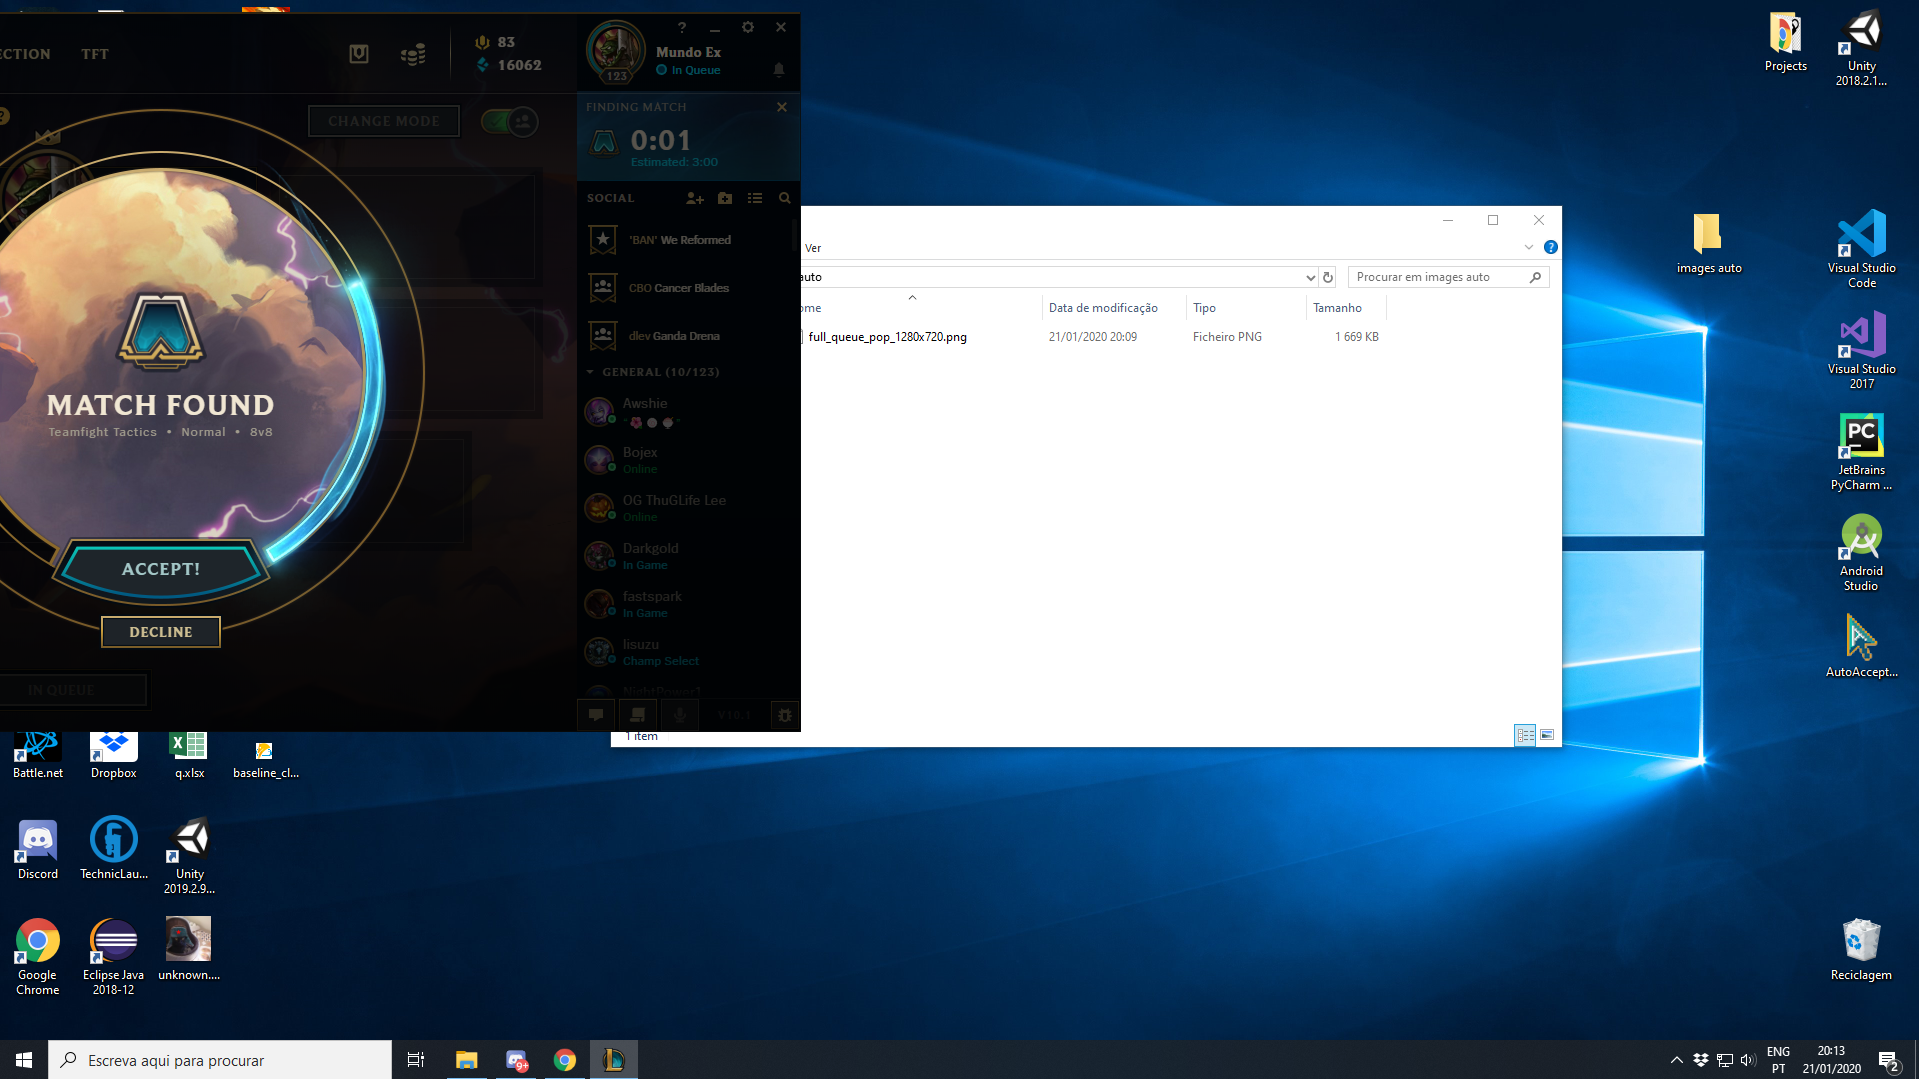 ECTION
TFT
83
16062
?
Mundo Ex
In Queue
123
FINDING MATCH
0:01
Estimated: 3:00
CHANGE MODE
SOCIAL
'BAN' We Reformed
CBO Cancer Blades
dlev Ganda Drena
GENERAL (10/123)
Awshie
Bojex
Online
OG ThuGLife Lee
Online
Darkgold
In Game
fastspark
In Game
lisuzu
Champ Select
NightPower1
V10.1
MATCH FOUND
Teamfight Tactics • Normal • 8v8
ACCEPT!
DECLINE
IN QUEUE
Ver
?
auto
Procurar em images auto
ome
Data de modificação
Tipo
Tamanho
full_queue_pop_1280x720.png
21/01/2020 20:09
Ficheiro PNG
1 669 KB
1 item
Projects
Unity
2018.2.1...
images auto
Visual Studio
Code
Visual Studio
2017
PC
JetBrains
PyCharm ...
Android
Studio
AutoAccept...
Reciclagem
Battle.net
Dropbox
q.xlsx
baseline_cl...
Discord
TechnicLau...
Unity
2019.2.9...
Google
Chrome
Eclipse Java
2018-12
unknown....
Escreva aqui para procurar
9+
ENG
PT
20:13
21/01/2020
2